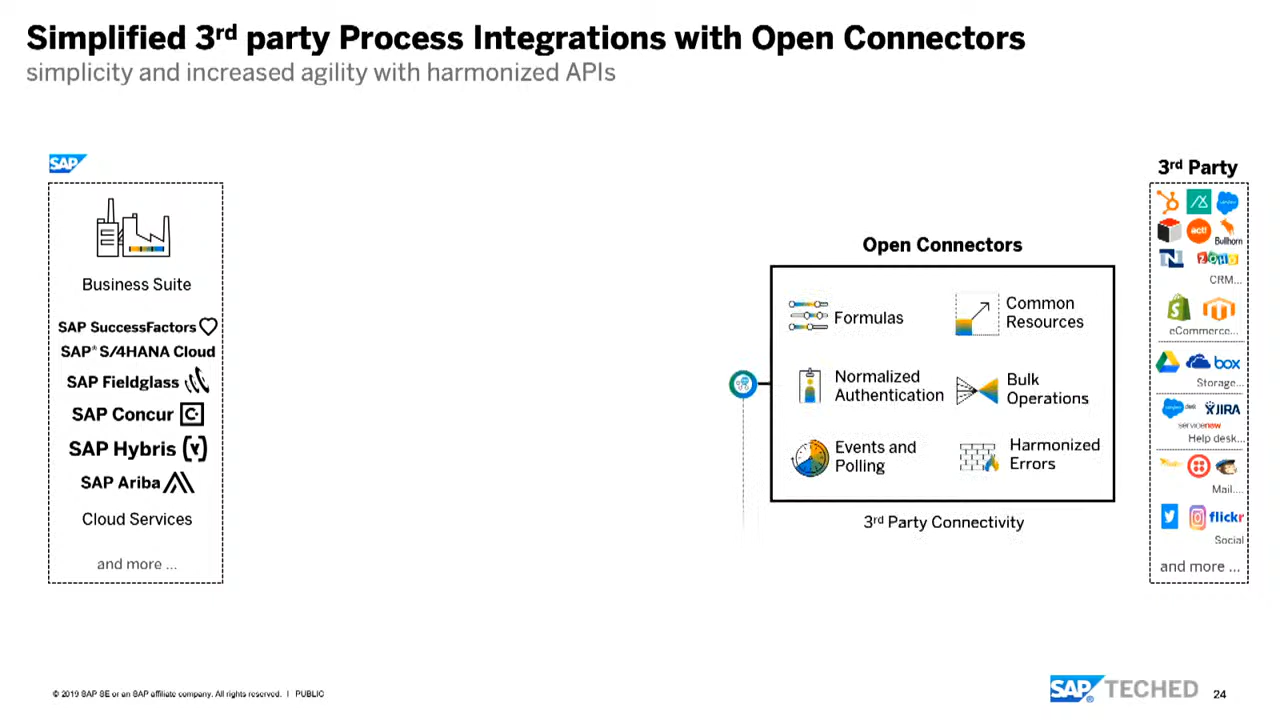 Simplified 3rd party Process Integrations with Open Connectors
simplicity and increased agility with harmonized APIs
SAP
Business Suite
SAP SuccessFactors
SAP® S/4HANA Cloud
SAP Fieldglass
SAP Concur
SAP Hybris
SAP Ariba
Cloud Services
and more ...
Open Connectors
Formulas
Common
Resources
Normalized
Authentication
Bulk
Operations
Events and
Polling
Harmonized
Errors
3rd Party Connectivity
3rd Party
act!
Bullhorn
N
ZOHO
CRM...
eCommerce...
box
Storage...
desk
JIRA
servicenow
Help desk...
Mail....
flickr
Social
and more ...
© 2019 SAP SE or an SAP affiliate company. All rights reserved. | PUBLIC
SAP® TECHED
24